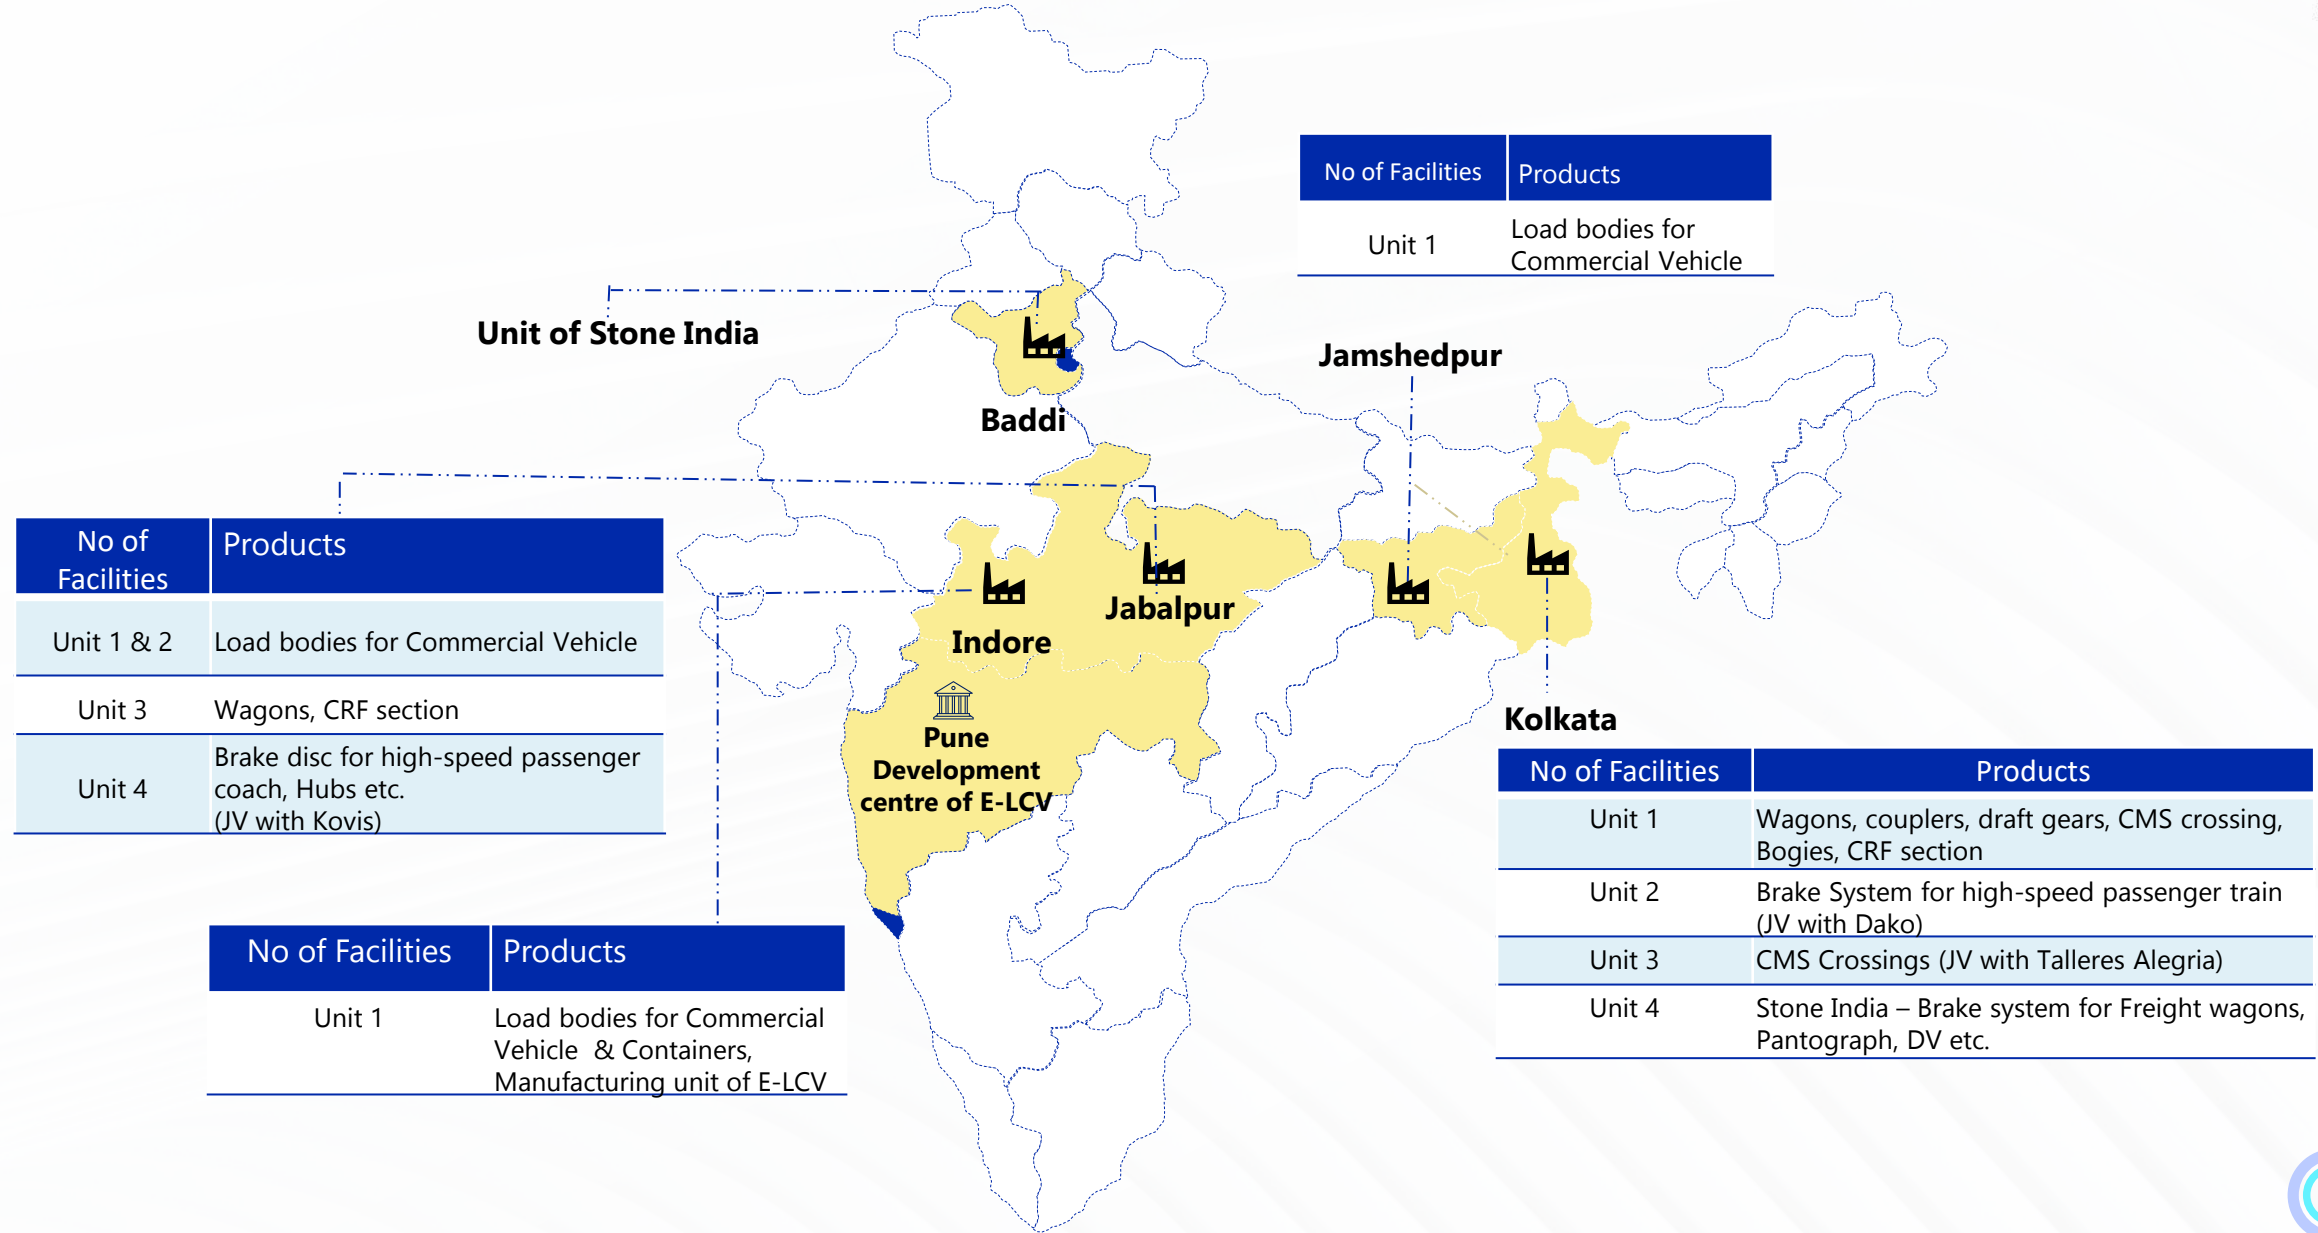 No of Facilities Products
Unit 1 Load bodies for
Commercial Vehicle
Unit of Stone India
Jamshedpur
Baddi
No of
Facilities Products
Unit 1 & 2 Load bodies for Commercial Vehicle
Unit 3 Wagons, CRF section
Unit 4 Brake disc for high-speed passenger
coach, Hubs etc.
(JV with Kovis)
Jabalpur
Indore
Pune
Development
centre of E-LCV
Kolkata
No of Facilities Products
Unit 1 Wagons, couplers, draft gears, CMS crossing,
Bogies, CRF section
Unit 2 Brake System for high-speed passenger train
(JV with Dako)
Unit 3 CMS Crossings (JV with Talleres Alegria)
Unit 4 Stone India – Brake system for Freight wagons,
Pantograph, DV etc.
No of Facilities Products
Unit 1 Load bodies for Commercial
Vehicle & Containers,
Manufacturing unit of E-LCV